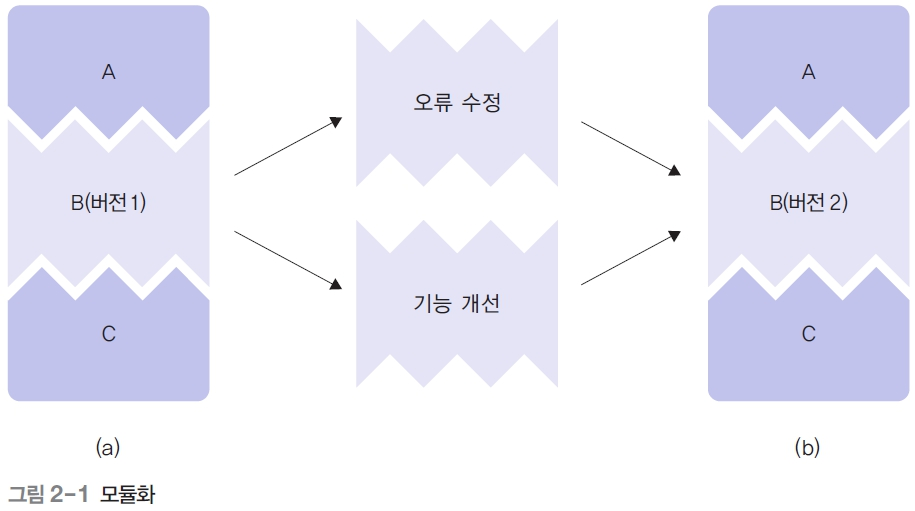 A
B(버전1)
C
(a)
오류 수정
기능 개선
A
B(버전 2)
C
(b)
그림 2-1 모듈화